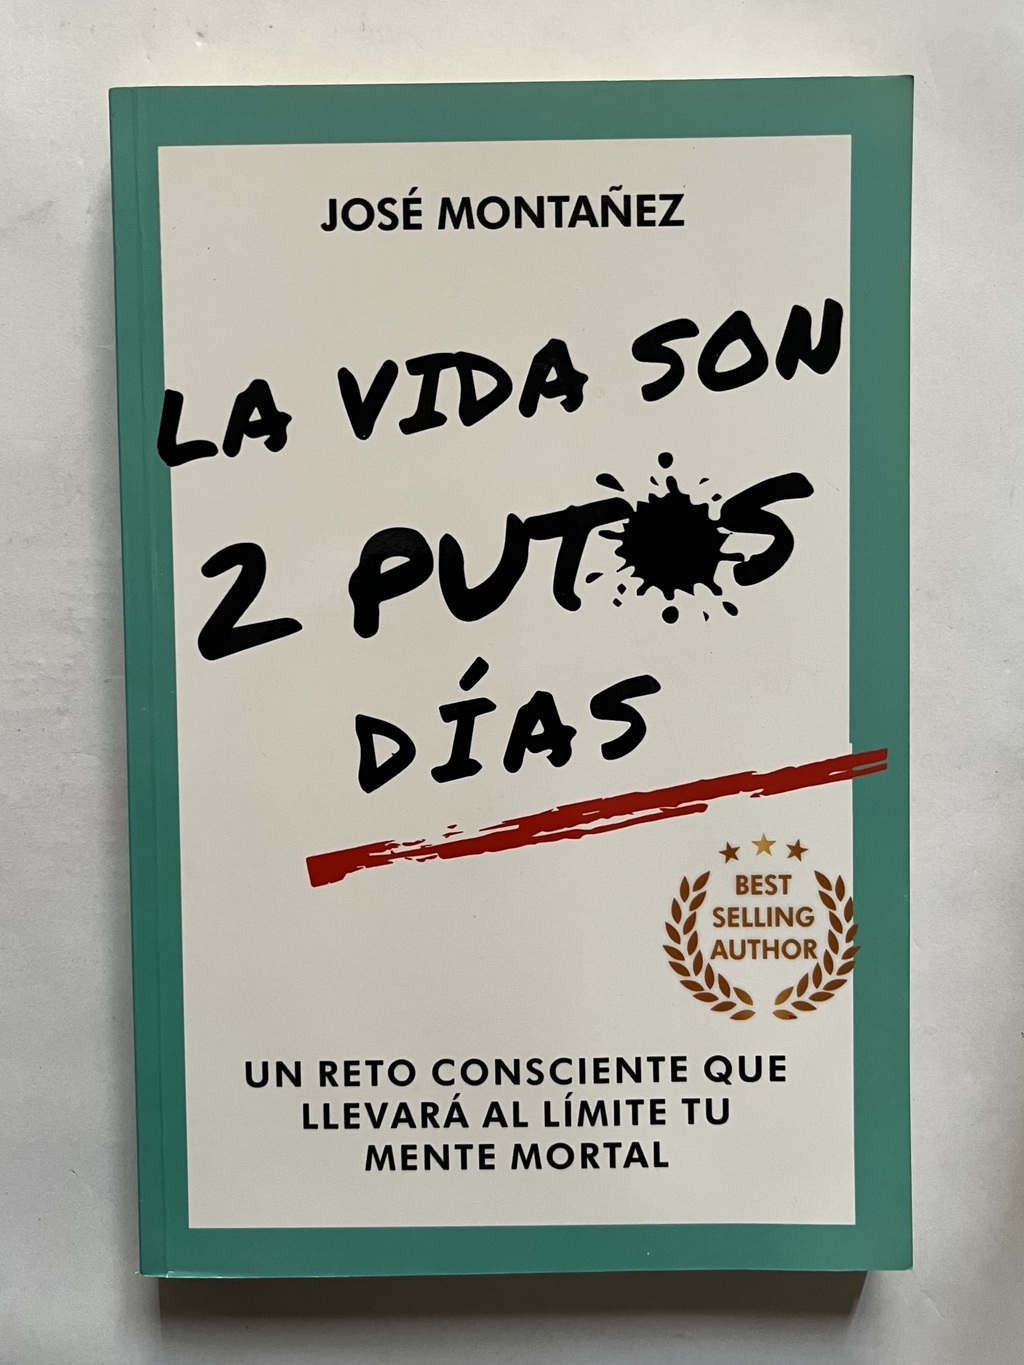 JOSÉ MONTAÑEZ
LA VIDA SON
2 PUTOS
DÍAS
BEST
SELLING
AUTHOR
UN RETO CONSCIENTE QUE
LLEVARÁ AL LÍMITE TU
MENTE MORTAL